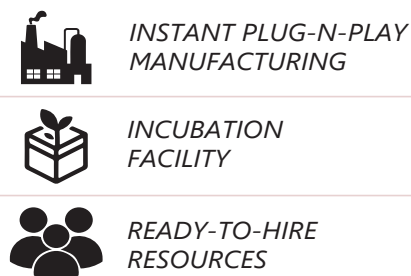 INSTANT PLUG-N-PLAY
MANUFACTURING
INCUBATION
FACILITY
READY-TO-HIRE
RESOURCES